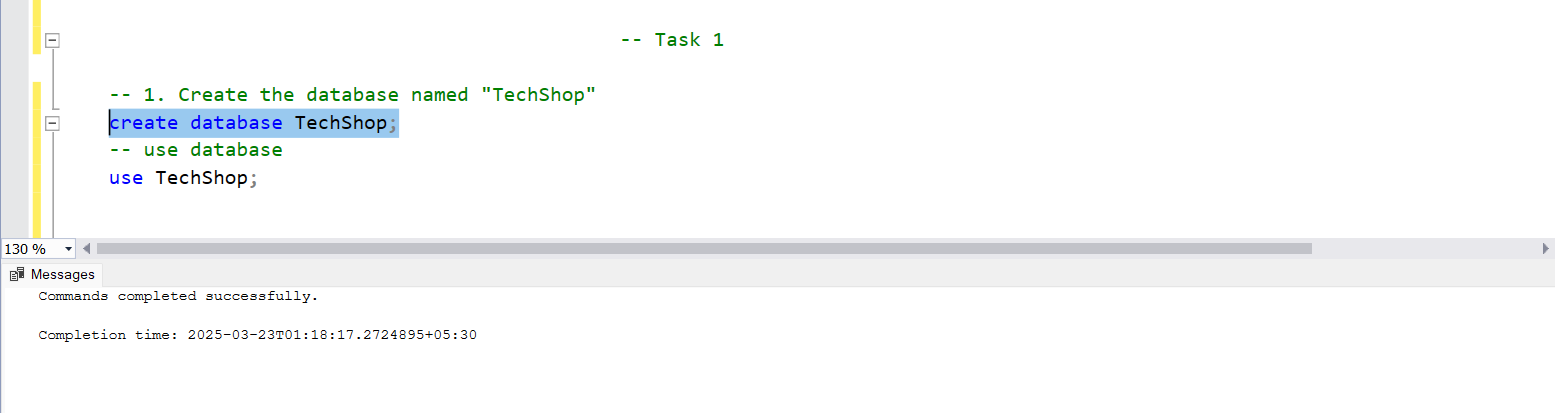 -- Task 1
-- 1. Create the database named "TechShop"
create database TechShop;
-- use database
use TechShop;
130 %
Messages
Commands completed successfully.
Completion time: 2025-03-23T01:18:17.2724895+05:30